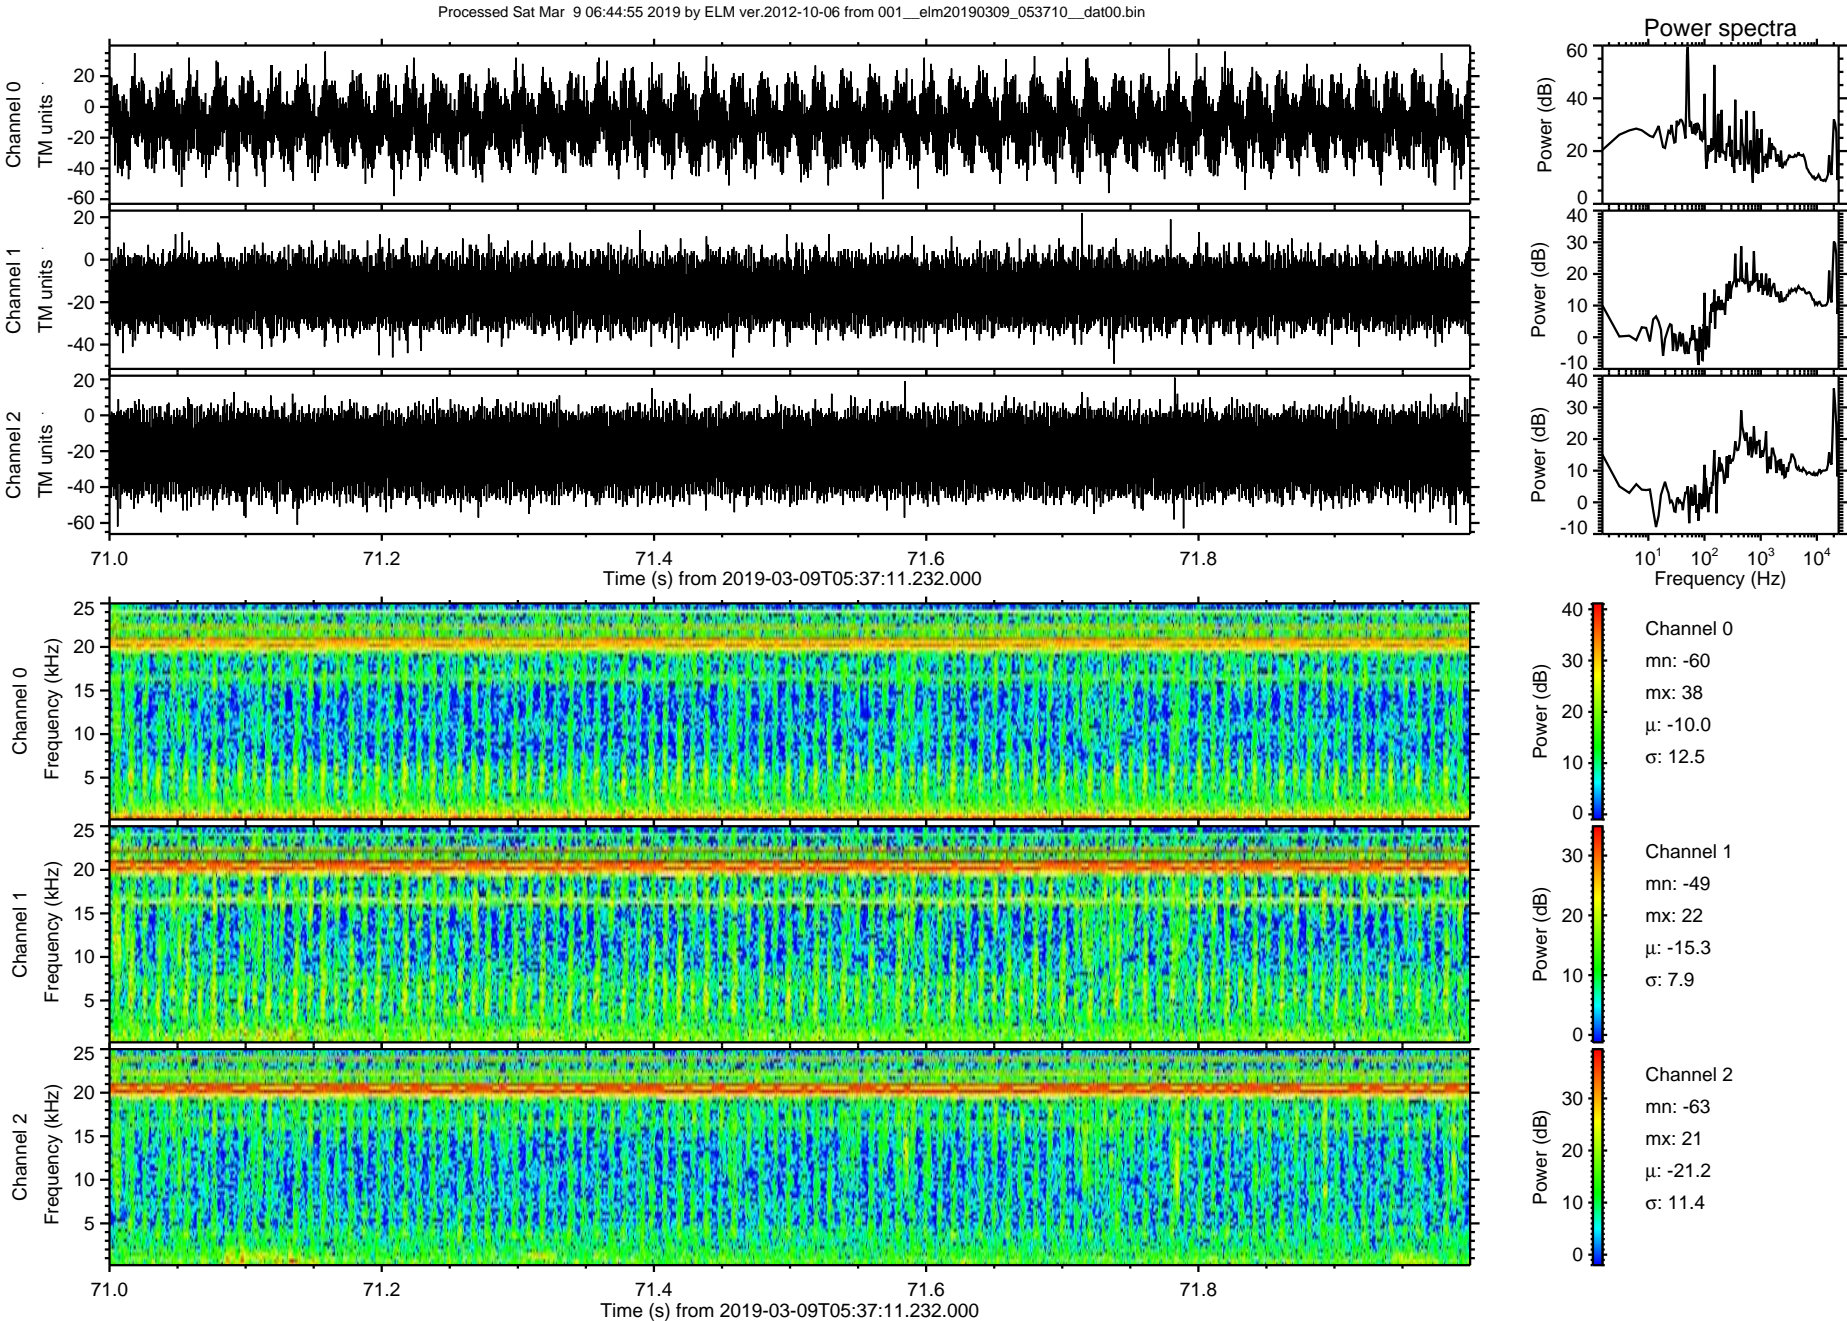 Processed Sat Mar  9 06:44:55 2019 by ELM ver.2012-10-06 from 001__elm20190309_053710__dat00.bin
Power spectra
Channel 0
TM units
20
0
-20
-40
-60
Power (dB)
60
40
20
0
Channel 1
TM units
20
0
-20
-40
Power (dB)
40
30
20
10
0
-10
Channel 2
TM units
20
0
-20
-40
-60
Power (dB)
40
30
20
10
0
-10
71.0 71.2 71.4 71.6 71.8
Time (s) from 2019-03-09T05:37:11.232.000
10^1 10^2 10^3 10^4
Frequency (Hz)
Channel 0
Frequency (kHz)
25
20
15
10
5
Power (dB)
40
30
20
10
0
Channel 0
mn: -60
mx: 38
μ: -10.0
σ: 12.5
Channel 1
Frequency (kHz)
25
20
15
10
5
Power (dB)
30
20
10
0
Channel 1
mn: -49
mx: 22
μ: -15.3
σ: 7.9
Channel 2
Frequency (kHz)
25
20
15
10
5
Power (dB)
30
20
10
0
Channel 2
mn: -63
mx: 21
μ: -21.2
σ: 11.4
71.0 71.2 71.4 71.6 71.8
Time (s) from 2019-03-09T05:37:11.232.000